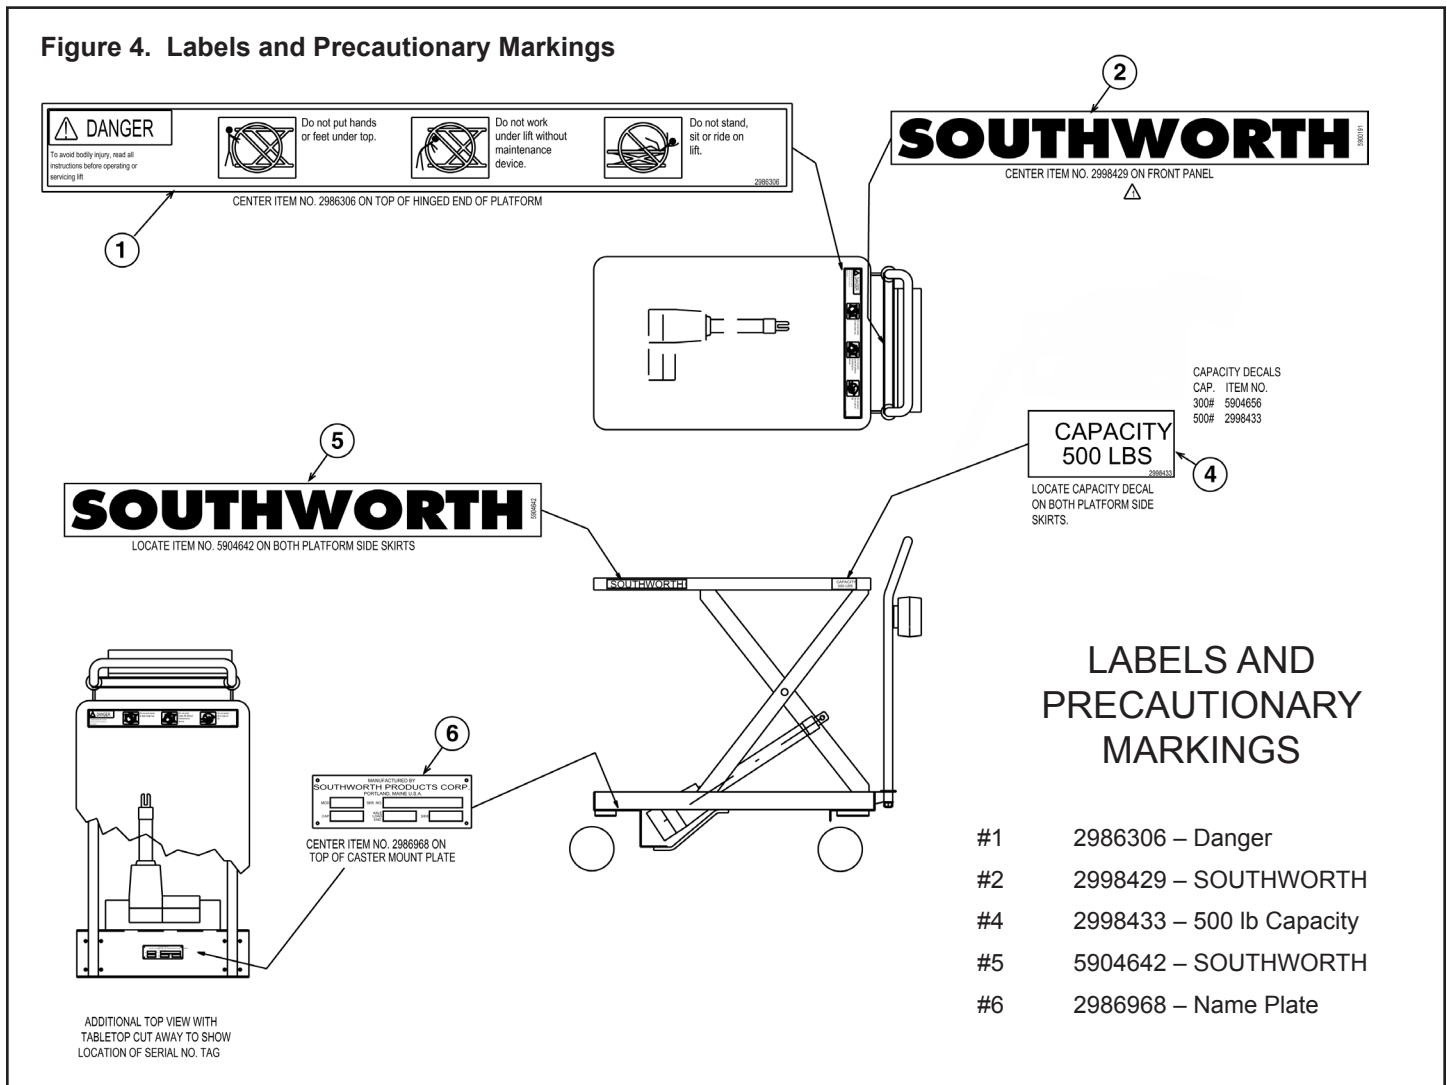 Figure 4. Labels and Precautionary Markings
2
DANGER
To avoid bodily injury, read all
instructions before operating or
servicing lift
Do not put hands
or feet under top.
Do not work
under lift without
maintenance
device.
Do not stand,
sit or ride on
lift.
2986306
CENTER ITEM NO. 2986306 ON TOP OF HINGED END OF PLATFORM
1
SOUTHWORTH
5900191
CENTER ITEM NO. 2998429 ON FRONT PANEL
CAPACITY DECALS
CAP. ITEM NO.
300# 5904656
500# 2998433
CAPACITY
500 LBS
2998433
4
LOCATE CAPACITY DECAL
ON BOTH PLATFORM SIDE
SKIRTS.
5
SOUTHWORTH
5904642
LOCATE ITEM NO. 5904642 ON BOTH PLATFORM SIDE SKIRTS
SOUTHWORTH
CAPACITY
500 LBS
DANGER
6
MANUFACTURED BY
SOUTHWORTH PRODUCTS CORP.
PORTLAND, MAINE U.S.A.
SER. NO.
CENTER ITEM NO. 2986968 ON
TOP OF CASTER MOUNT PLATE
ADDITIONAL TOP VIEW WITH
TABLETOP CUT AWAY TO SHOW
LOCATION OF SERIAL NO. TAG
LABELS AND
PRECAUTIONARY
MARKINGS
#1 2986306 – Danger
#2 2998429 – SOUTHWORTH
#4 2998433 – 500 lb Capacity
#5 5904642 – SOUTHWORTH
#6 2986968 – Name Plate